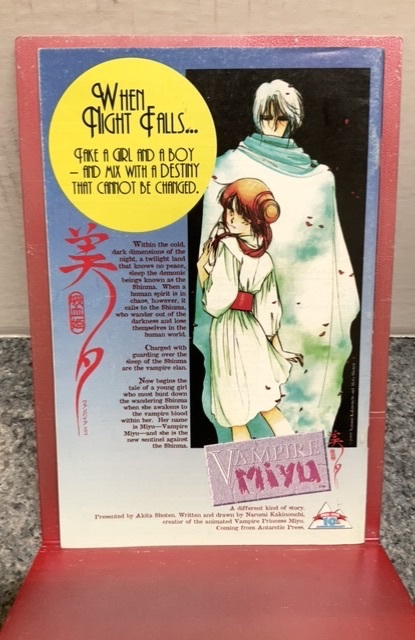 WHEN
NIGHT FALLS...
TAKE A GIRL AND A BOY
— AND MIX WITH A DESTINY
THAT CANNOT BE CHANGED.
美夕
Within the cold,
dark dimensions of the
night, a twilight land
that knows no peace,
sleep the demonic
beings known as the
Shinma. When a
human spirit is in
chaos, however, it
calls to the Shinma,
who wander out of the
darkness and lose
themselves in the
human world.
Charged with
guarding over the
sleep of the Shinma
are the vampire clan.
Now begins the
tale of a young girl
who must hunt down
the wandering Shinma
when she awakens to
the vampire blood
within her. Her name
is Miyu—Vampire
Miyu—and she is the
new sentinel against
the Shinma.
美夕
VAMPIRE
MIYU
A different kind of story.
Presented by Akita Shoten. Written and drawn by Narumi Kakinouchi,
creator of the animated Vampire Princess Miyu.
Coming from Antarctic Press.
10